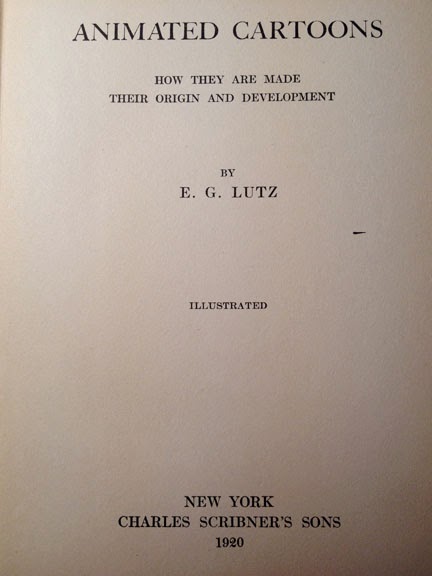 ANIMATED CARTOONS
HOW THEY ARE MADE
THEIR ORIGIN AND DEVELOPMENT
BY
E. G. LUTZ
ILLUSTRATED
NEW YORK
CHARLES SCRIBNER'S SONS
1920